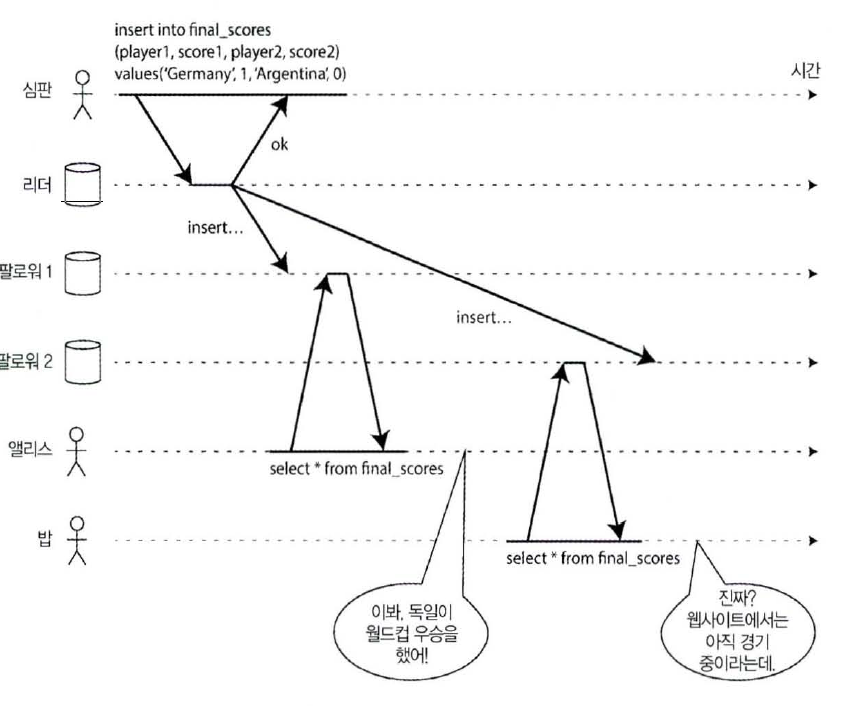 insert into final_scores
(player1, score1, player2, score2)
values('Germany', 1, 'Argentina', 0)
시간
심판
ok
리더
insert...
팔로워 1
insert...
팔로워 2
앨리스
select * from final_scores
밥
select * from final_scores
이봐, 독일이
월드컵 우승을
했어!
진짜?
웹사이트에서는
아직 경기
중이라는데.